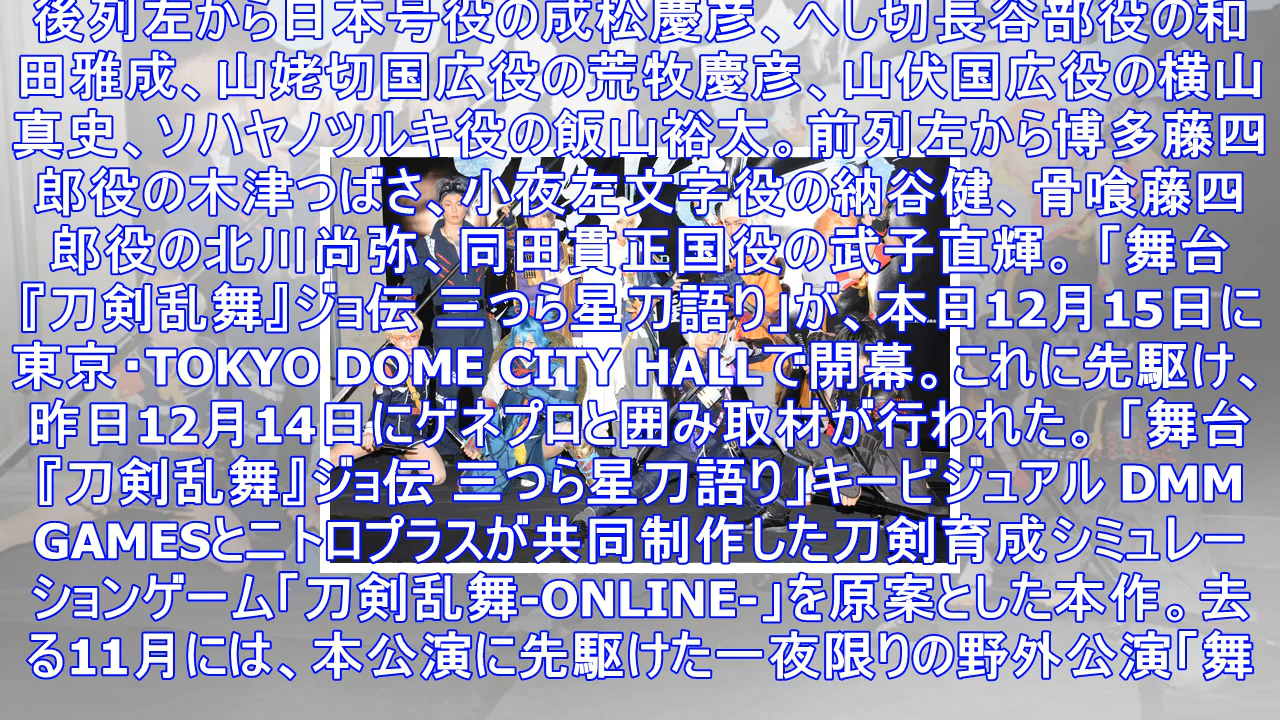 後列左から日本号役の成松慶彦、へし切長谷部役の和
田雅成、山姥切国広役の荒牧慶彦、山伏国広役の横山
真史、ソハヤノツルキ役の飯山裕太。前列左から博多藤四
郎役の木津つばさ、小夜左文字役の納谷健、骨喰藤四
郎役の北川尚弥、同田貫正国役の武子直輝。「舞台
『刀剣乱舞』ジョ伝 三つら星刀語り」が、本日12月15日に
東京・TOKYO DOME CITY HALLで開幕。これに先駆け、
昨日12月14日にゲネプロと囲み取材が行われた。「舞台
『刀剣乱舞』ジョ伝 三つら星刀語り」キービジュアル DMM
GAMESとニトロプラスが共同制作した刀剣育成シミュレー
ションゲーム「刀剣乱舞-ONLINE-」を原案とした本作。去
る11月には、本公演に先駆けた一夜限りの野外公演「舞